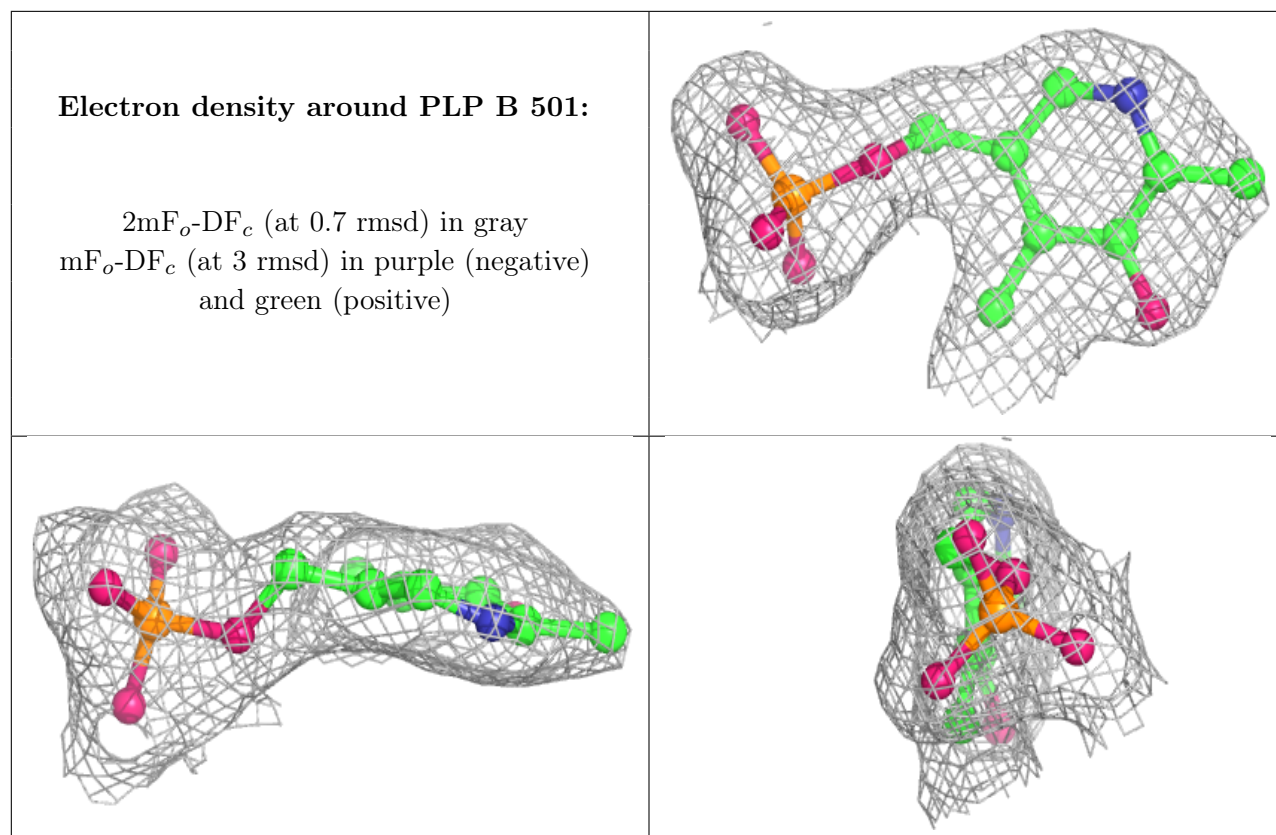 Electron density around PLP B 501:
2mFo-DFc (at 0.7 rmsd) in gray
mFo-DFc (at 3 rmsd) in purple (negative)
and green (positive)